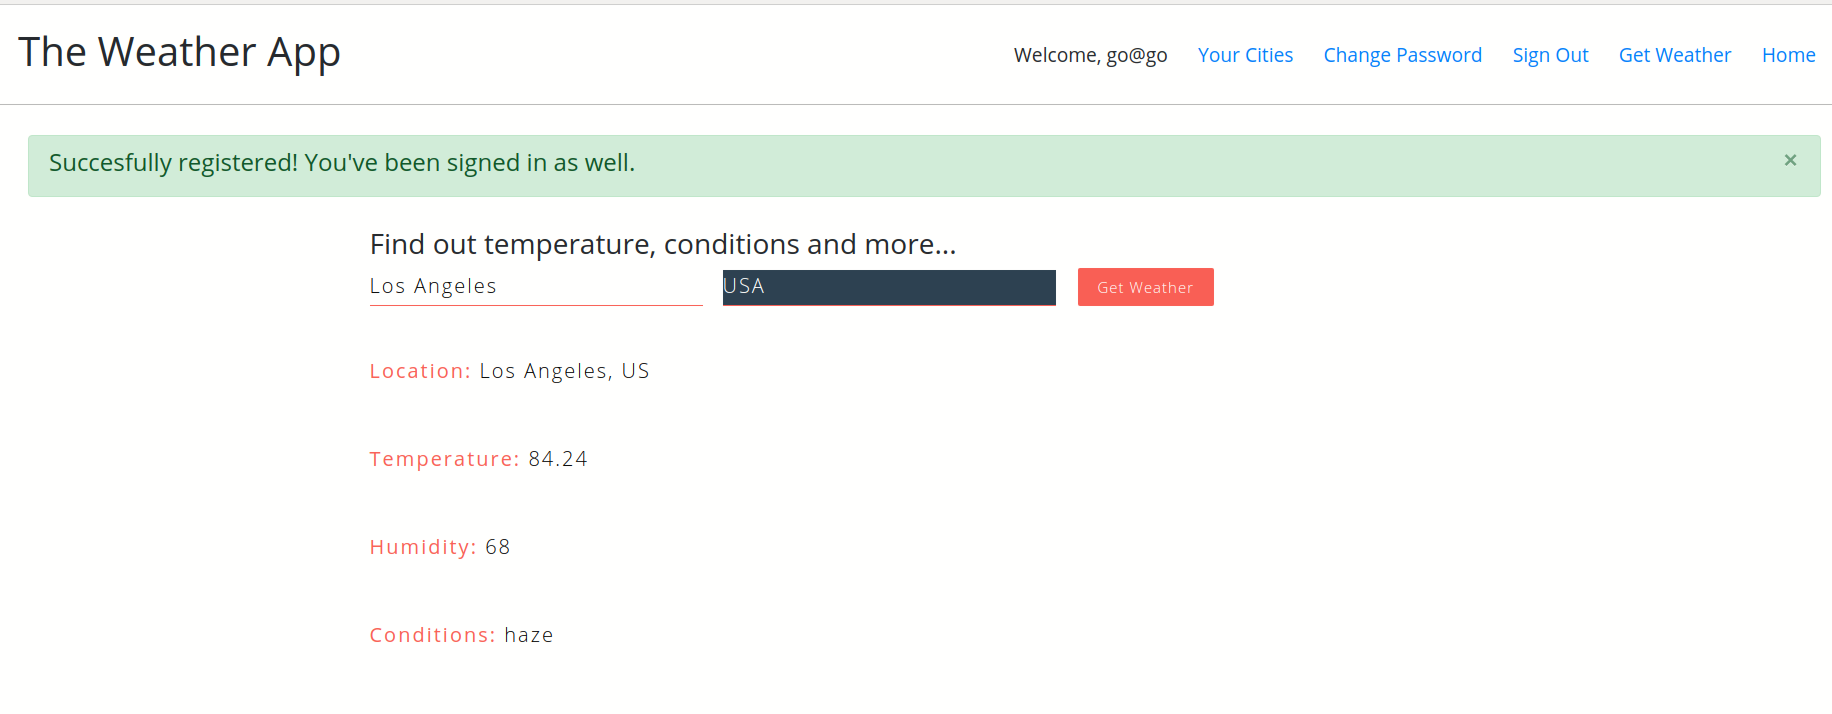 The Weather App
Welcome, go@go Your Cities Change Password Sign Out Get Weather Home
Succesfully registered! You've been signed in as well. ×
Find out temperature, conditions and more...
Los Angeles USA Get Weather
Location: Los Angeles, US
Temperature: 84.24
Humidity: 68
Conditions: haze